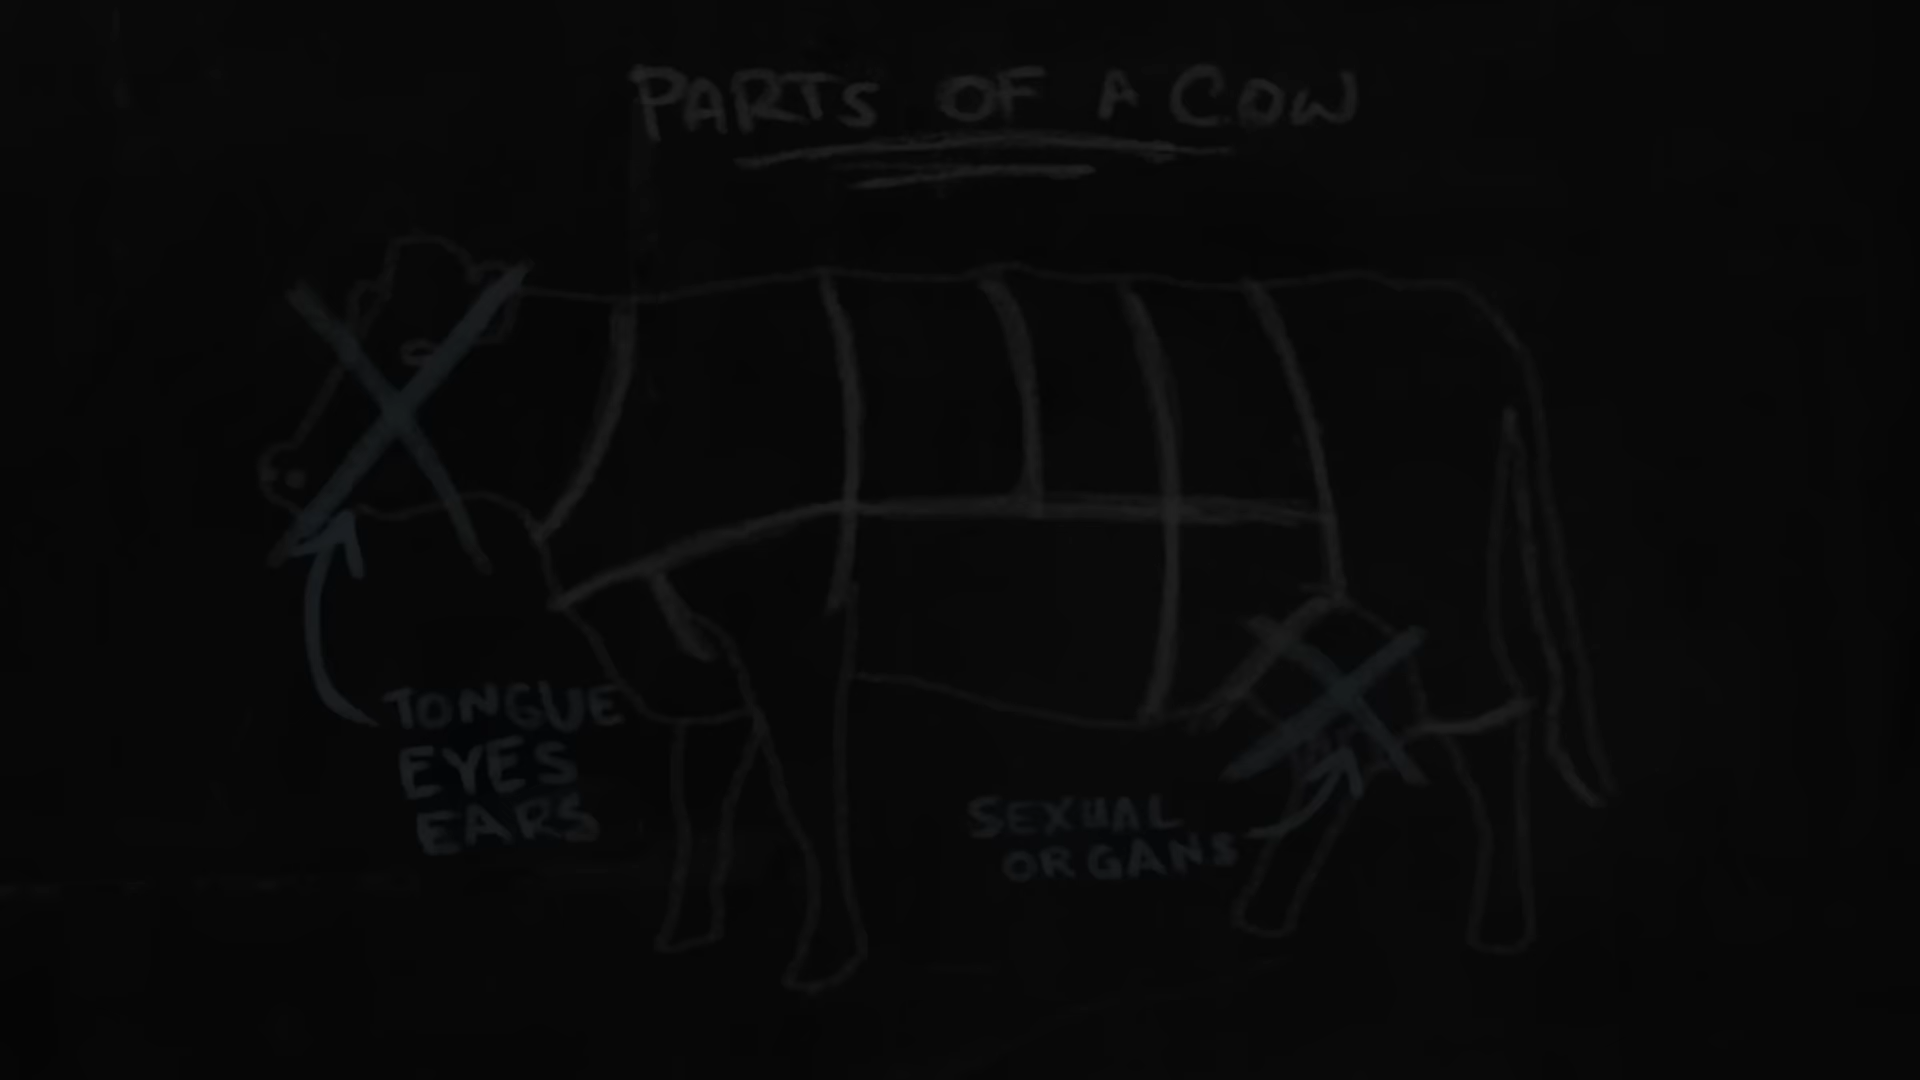 PARTS OF A COW
TONGUE
EYES
EARS
SEXUAL
ORGANS